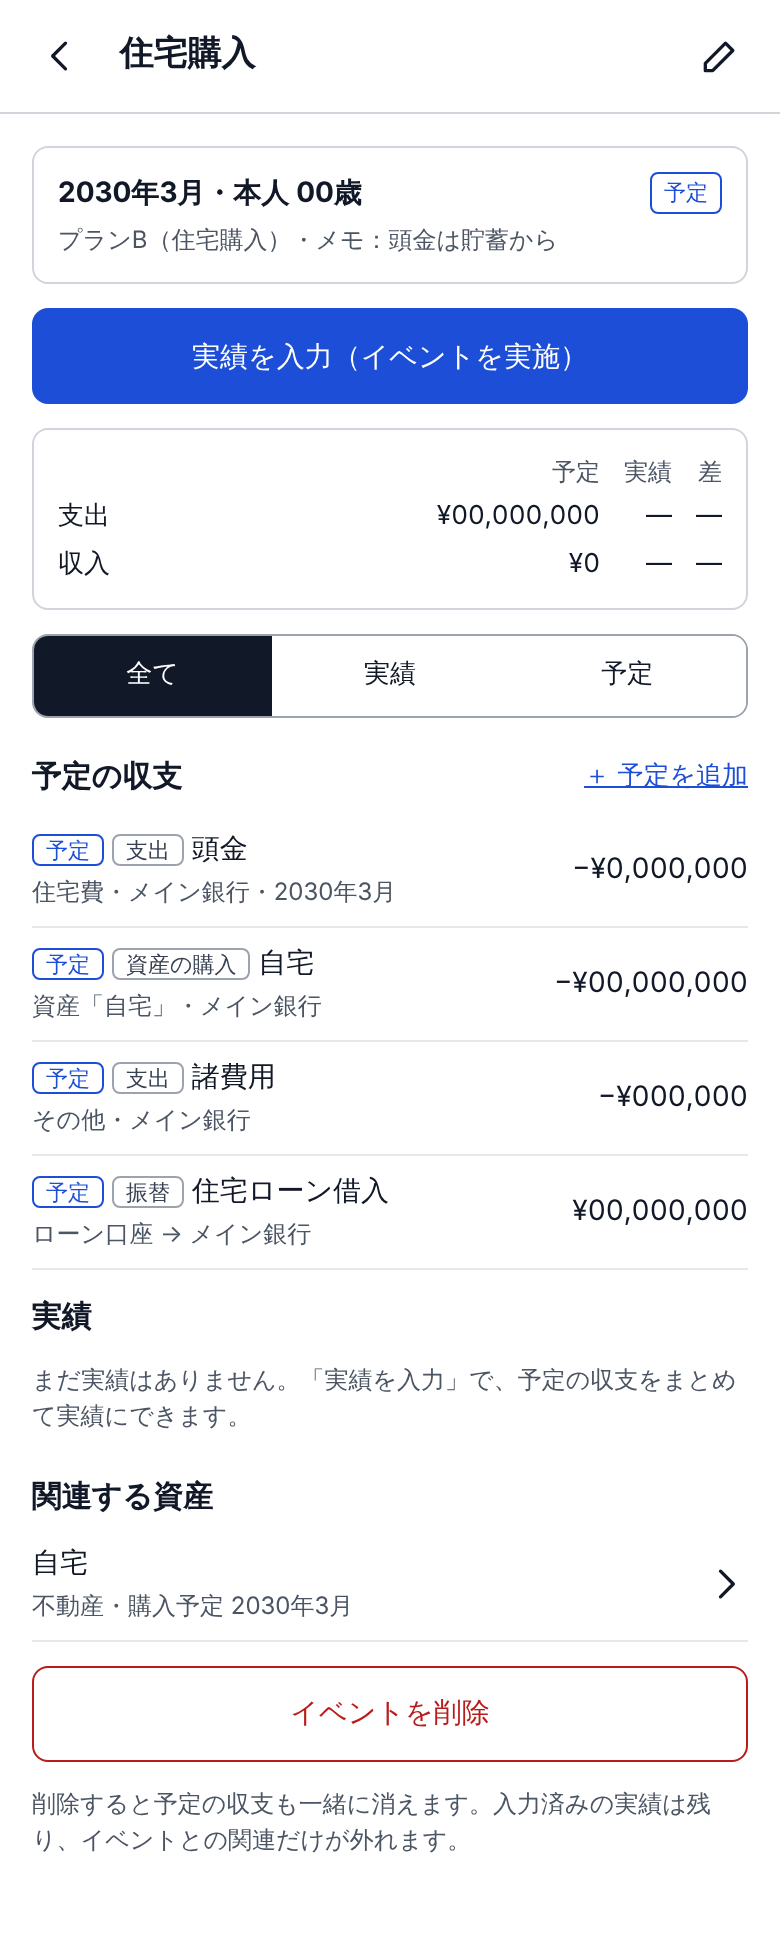 住宅購入
2030年3月・本人 00歳
予定
プランB（住宅購入）・メモ：頭金は貯蓄から
実績を入力（イベントを実施）
予定 実績 差
支出 ¥00,000,000 — —
収入 ¥0 — —
全て 実績 予定
予定の収支 ＋ 予定を追加
予定 支出 頭金
−¥0,000,000
住宅費・メイン銀行・2030年3月
予定 資産の購入 自宅
−¥00,000,000
資産「自宅」・メイン銀行
予定 支出 諸費用
−¥000,000
その他・メイン銀行
予定 振替 住宅ローン借入
¥00,000,000
ローン口座 → メイン銀行
実績
まだ実績はありません。「実績を入力」で、予定の収支をまとめ
て実績にできます。
関連する資産
自宅
不動産・購入予定 2030年3月
イベントを削除
削除すると予定の収支も一緒に消えます。入力済みの実績は残
り、イベントとの関連だけが外れます。